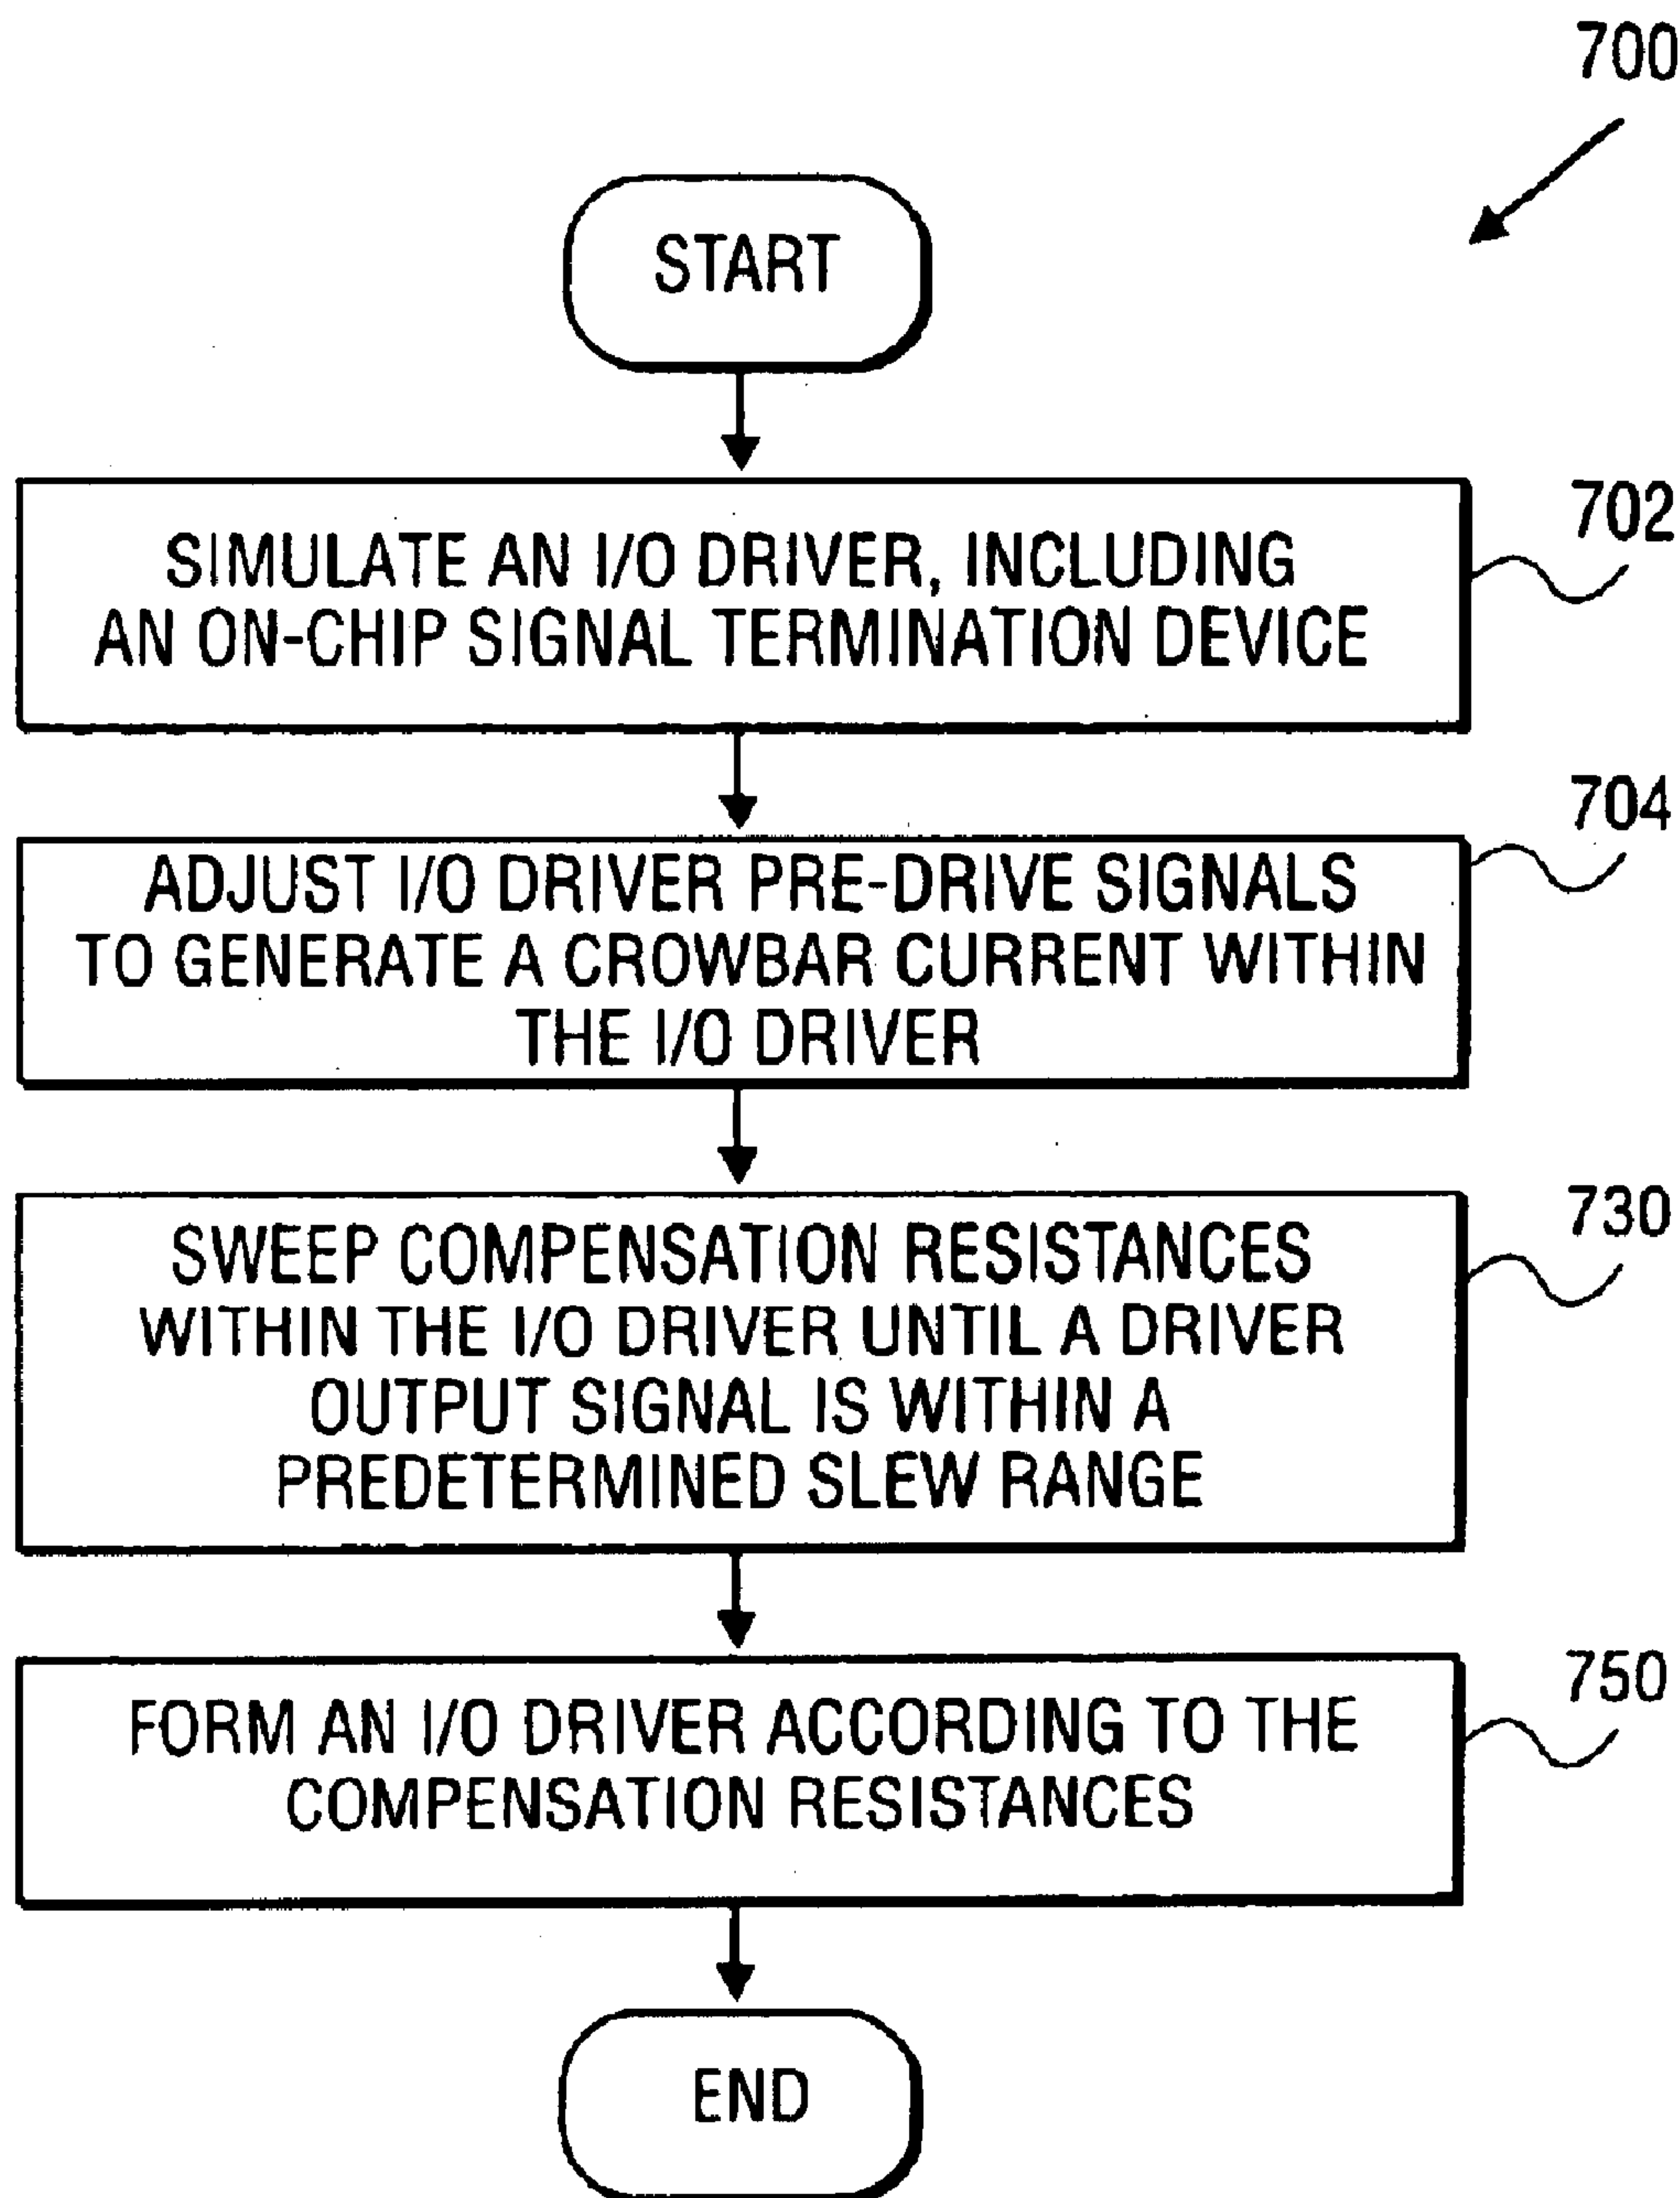 700
START
702
SIMULATE AN I/O DRIVER, INCLUDING
AN ON-CHIP SIGNAL TERMINATION DEVICE
704
ADJUST I/O DRIVER PRE-DRIVE SIGNALS
TO GENERATE A CROWBAR CURRENT WITHIN
THE I/O DRIVER
730
SWEEP COMPENSATION RESISTANCES
WITHIN THE I/O DRIVER UNTIL A DRIVER
OUTPUT SIGNAL IS WITHIN A
PREDETERMINED SLEW RANGE
750
FORM AN I/O DRIVER ACCORDING TO THE
COMPENSATION RESISTANCES
END